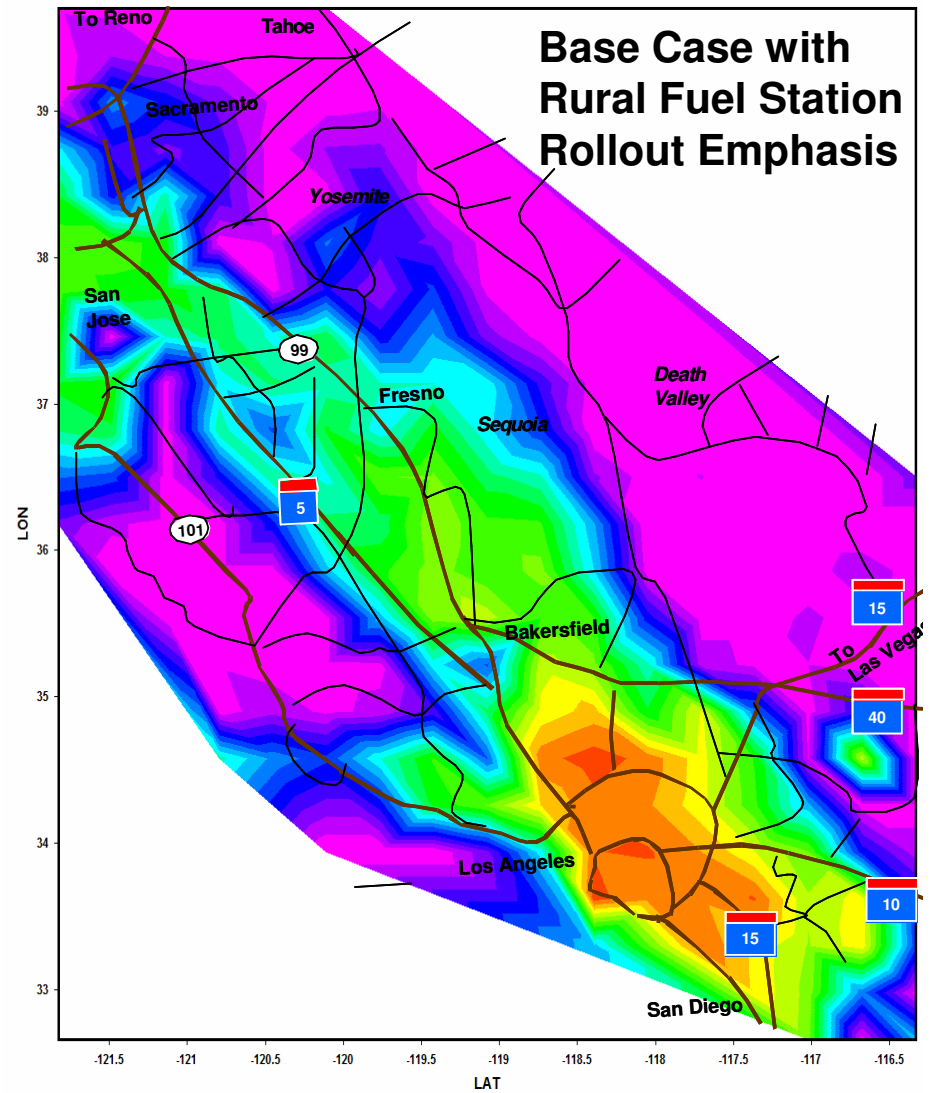 To Reno
Tahoe
Base Case with
Rural Fuel Station
Rollout Emphasis
39
Sacramento
Yosemite
38
San
Jose
99
Death
Valley
37
Fresno
Sequoia
5
101
LON
36
15
Bakersfield
To
Las Vegas
35
40
34
Los Angeles
10
15
33
San Diego
-121.5
-121
-120.5
-120
-119.5
-119
-118.5
-118
-117.5
-117
-116.5
LAT